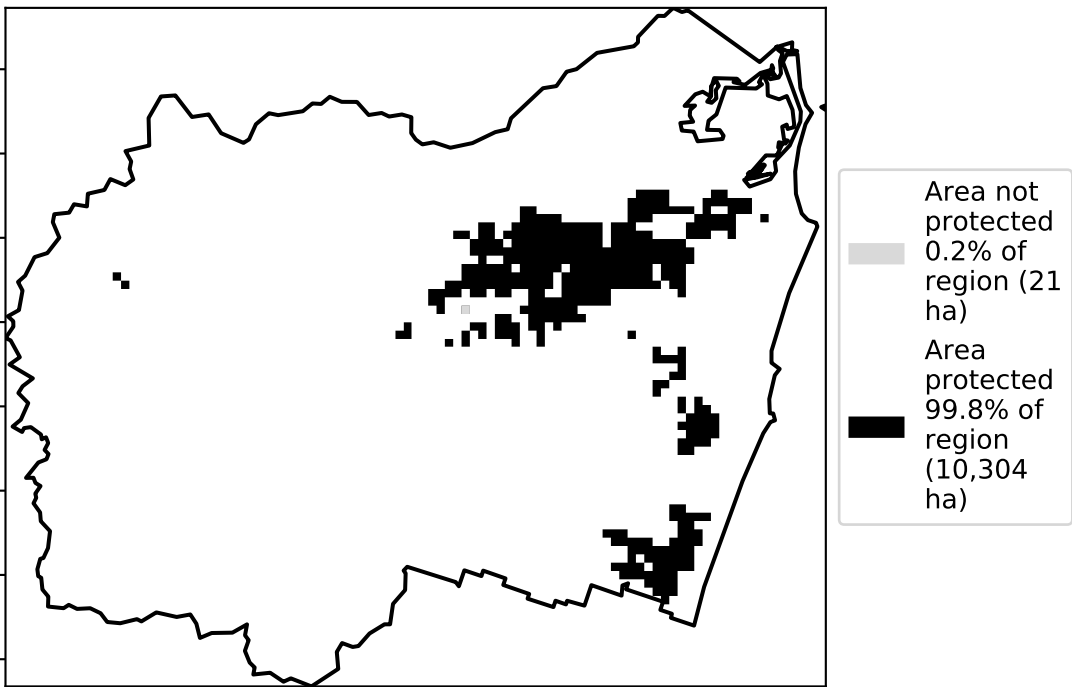 Area not
protected
0.2% of
region (21
ha)
Area
protected
99.8% of
region
(10,304
ha)